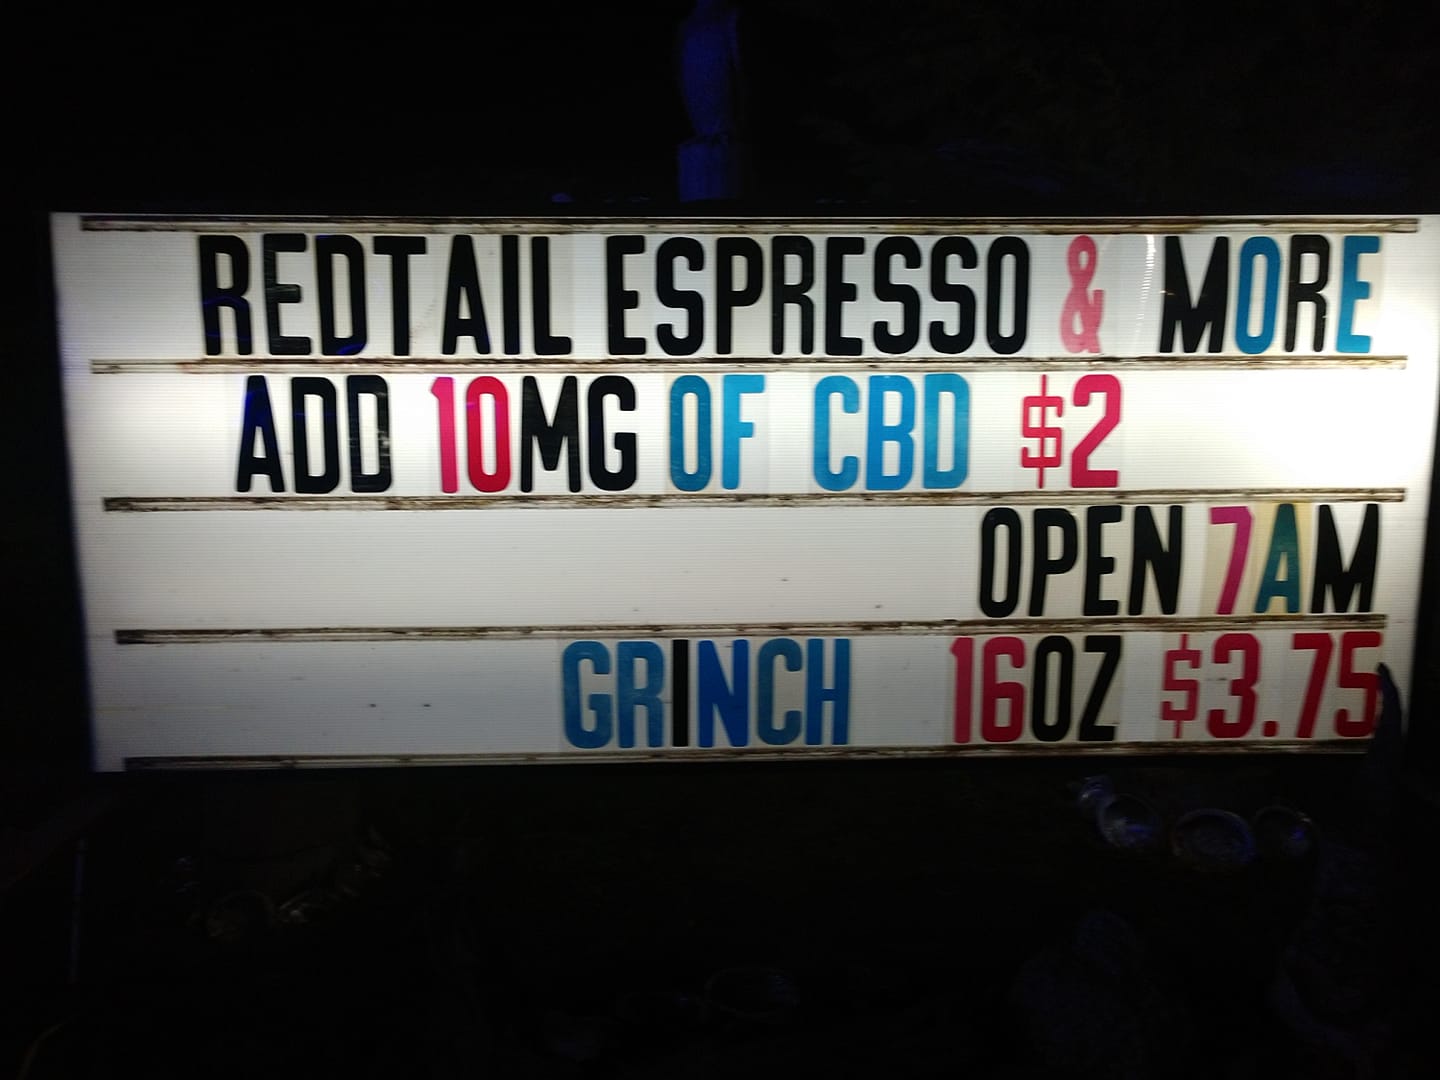 REDTAIL ESPRESSO & MORE
ADD 10MG OF CBD $2
OPEN 7AM
GRINCH 16OZ $3.75